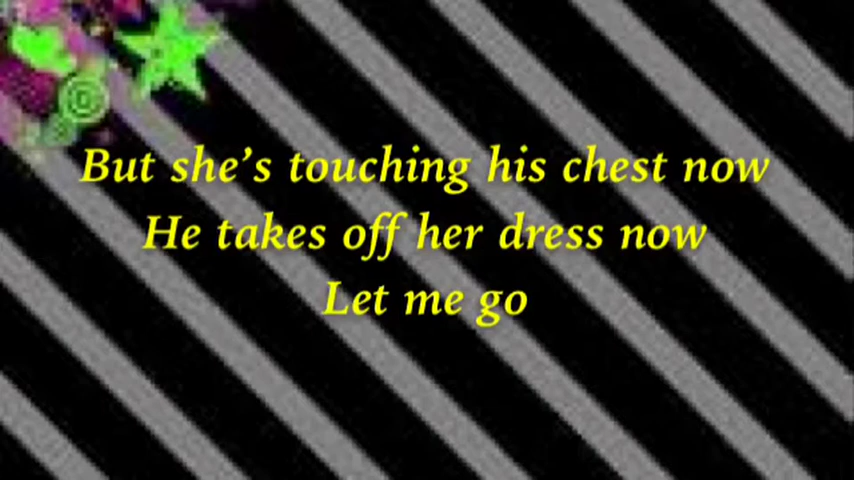 But she’s touching his chest now
He takes off her dress now
Let me go